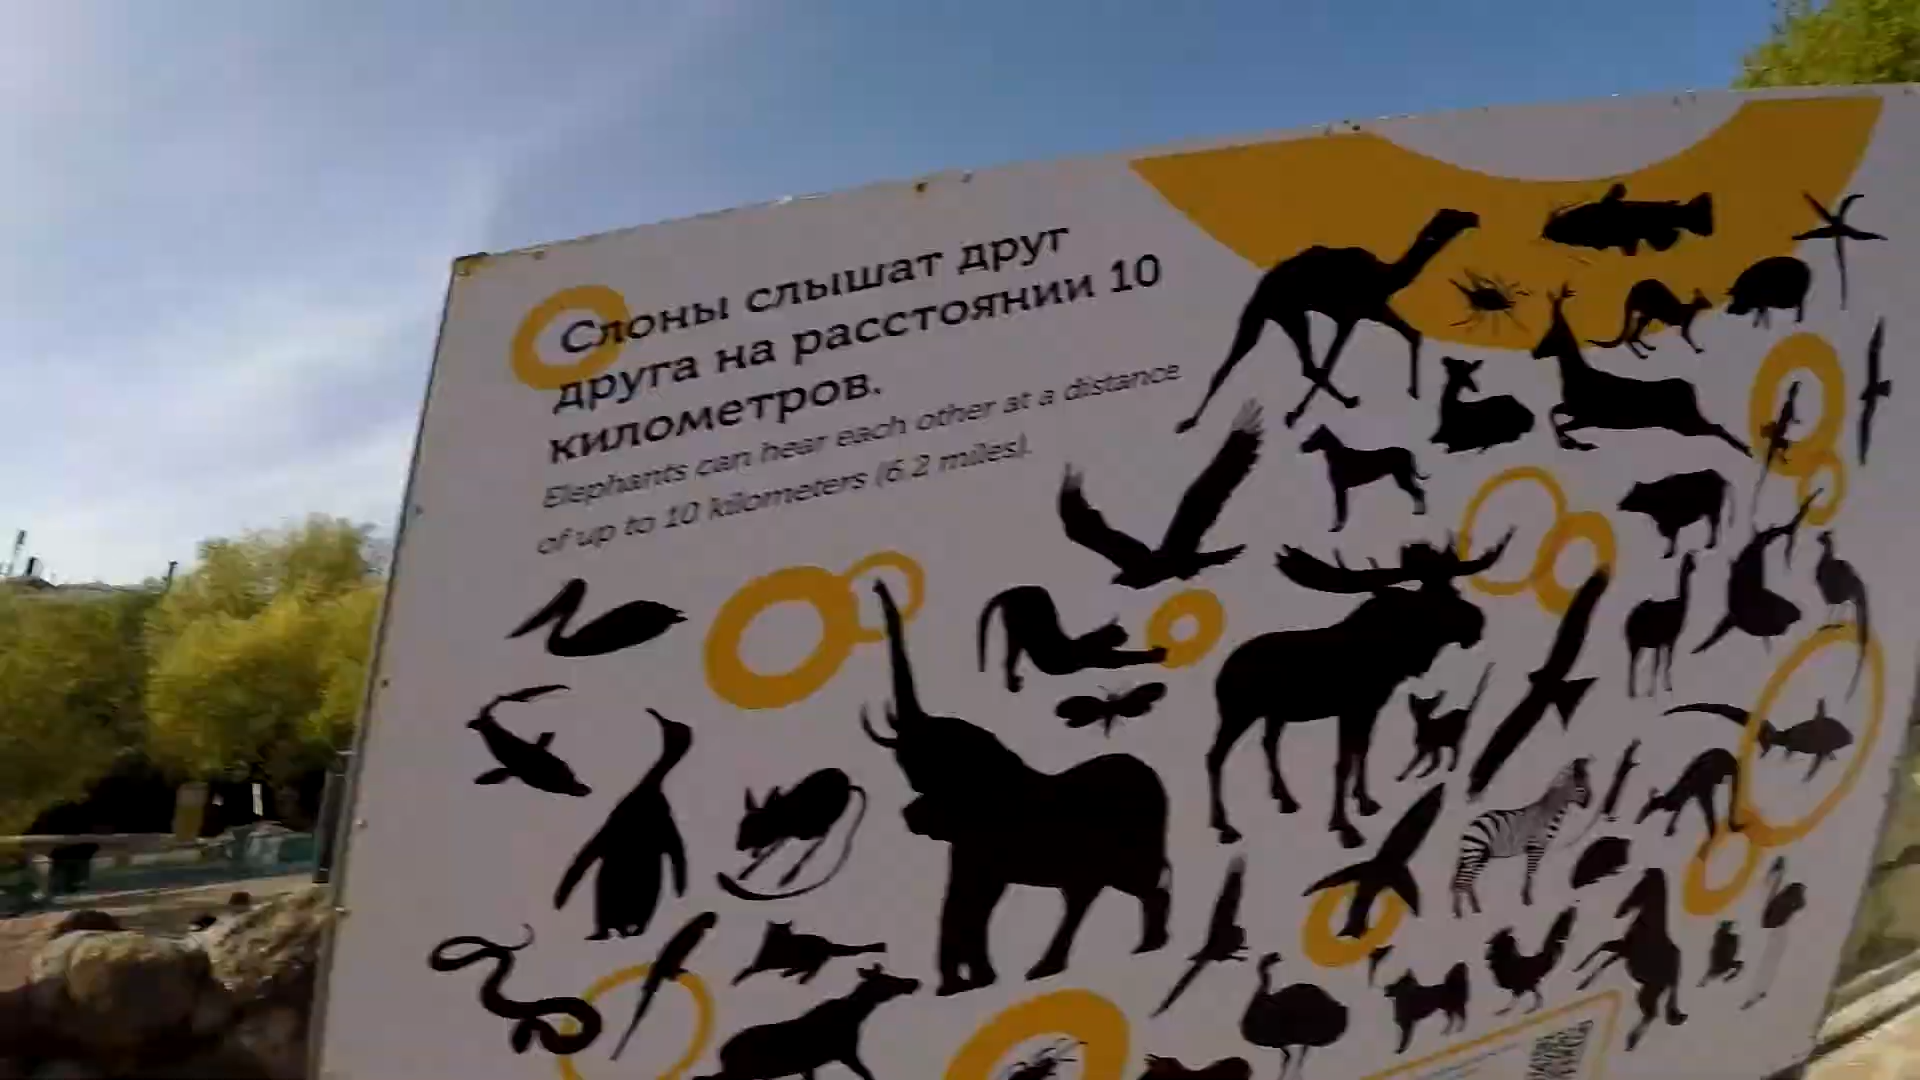 Слоны слышат друг
друга на расстоянии 10
километров.
Elephants can hear each other at a distance
of up to 10 kilometers (6.2 miles).